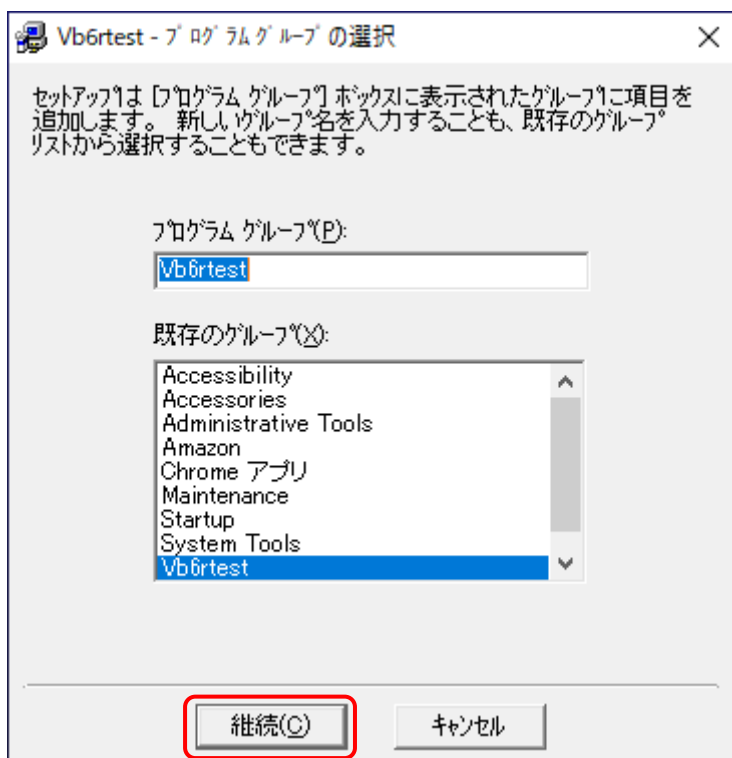 Vb6rtest - ﾌﾟﾛｸﾞﾗﾑ ｸﾞﾙｰﾌﾟの選択
ｾｯﾄｱｯﾌﾟは [ﾌﾟﾛｸﾞﾗﾑ ｸﾞﾙｰﾌﾟ] ﾎﾞｯｸｽに表示されたｸﾞﾙｰﾌﾟに項目を
追加します。 新しいｸﾞﾙｰﾌﾟ名を入力することも、既存のｸﾞﾙｰﾌﾟ
ﾘｽﾄから選択することもできます。
ﾌﾟﾛｸﾞﾗﾑ ｸﾞﾙｰﾌﾟ(P):
Vb6rtest
既存のｸﾞﾙｰﾌﾟ(X):
Accessibility
Accessories
Administrative Tools
Amazon
Chrome アプリ
Maintenance
Startup
System Tools
Vb6rtest
継続(C)
ｷｬﾝｾﾙ